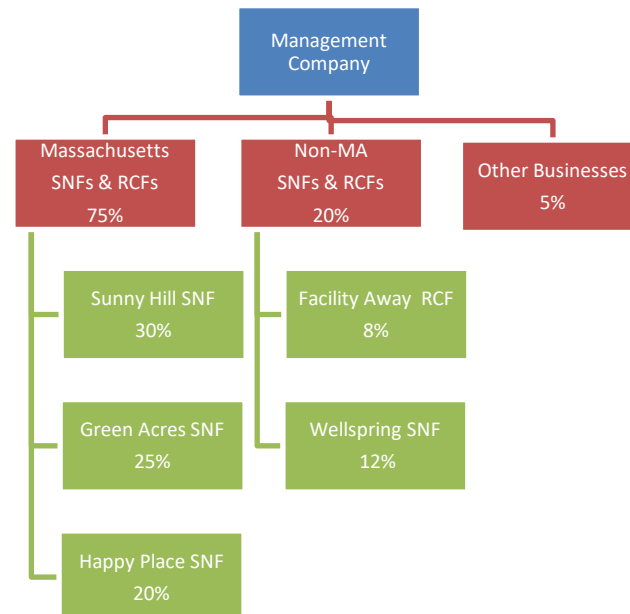 Management
Company
Massachusetts
SNFs & RCFs
75%
Non-MA
SNFs & RCFs
20%
Other Businesses
5%
Sunny Hill SNF
30%
Facility Away RCF
8%
Green Acres SNF
25%
Wellspring SNF
12%
Happy Place SNF
20%